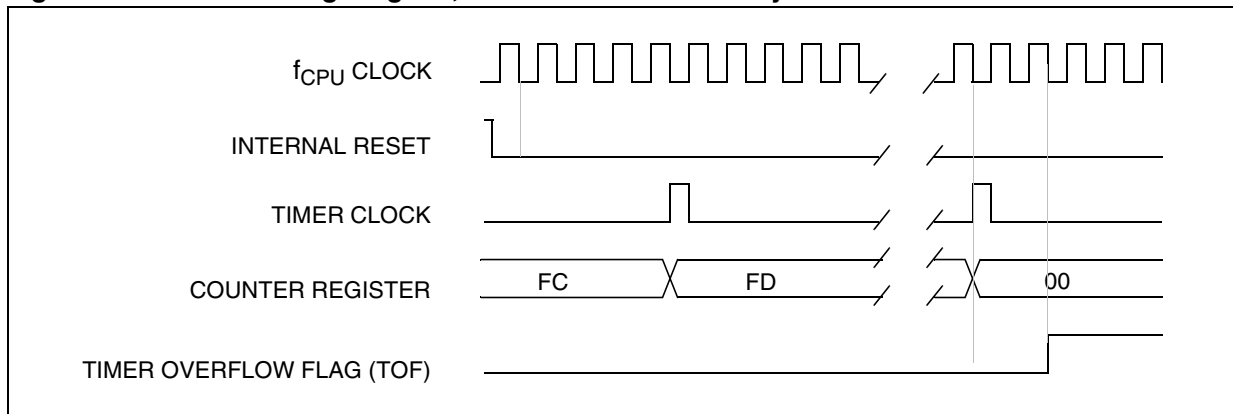 f_CPU CLOCK
INTERNAL RESET
TIMER CLOCK
COUNTER REGISTER
FC
FD
00
TIMER OVERFLOW FLAG (TOF)